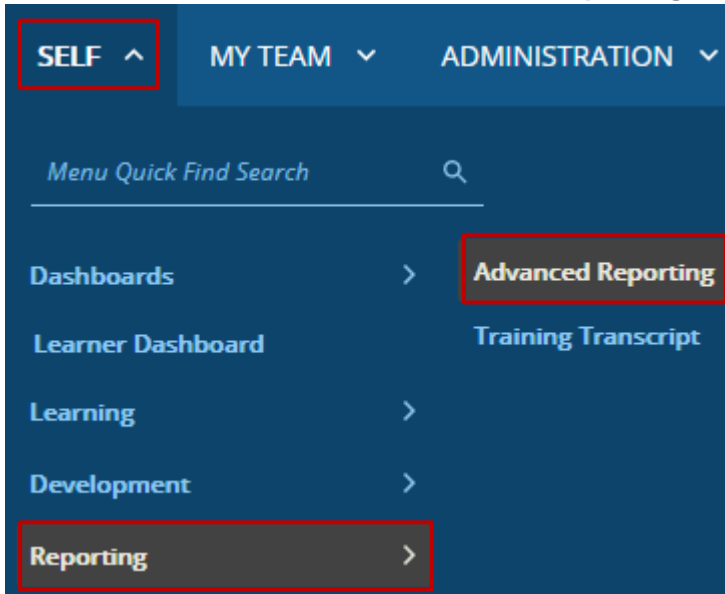 SELF MY TEAM ADMINISTRATION
Menu Quick Find Search
Dashboards
Learner Dashboard
Learning
Development
Reporting
Advanced Reporting
Training Transcript